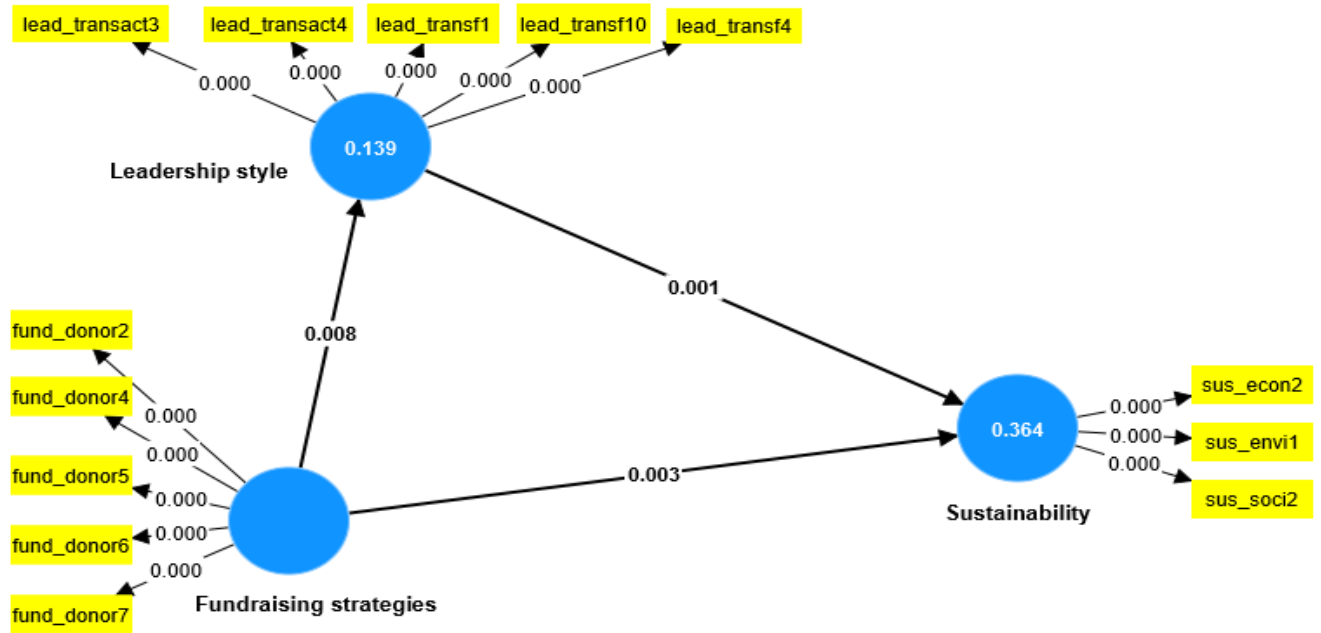 lead_transact3
lead_transact4
lead_transf1
lead_transf10
lead_transf4
0.000
0.000
0.000
0.000
0.000
0.139
Leadership style
0.001
0.008
fund_donor2
fund_donor4
fund_donor5
fund_donor6
fund_donor7
0.000
0.000
0.000
0.000
0.000
Fundraising strategies
0.003
0.364
Sustainability
0.000
0.000
0.000
sus_econ2
sus_envi1
sus_soci2